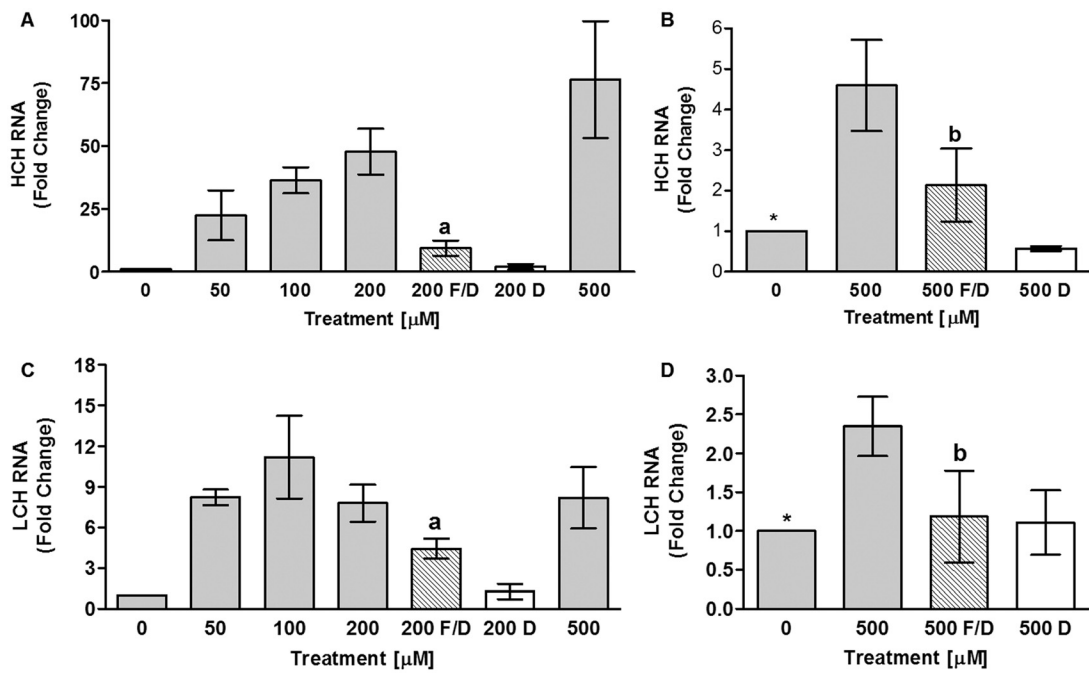 A
HCH RNA
(Fold Change)
100
75
50
25
0
a
0 50 100 200 200 F/D 200 D 500
Treatment [µM]
B
HCH RNA
(Fold Change)
6
5
4
3
2
1
0
*
b
0 500 500 F/D 500 D
Treatment [µM]
C
LCH RNA
(Fold Change)
18
15
12
9
6
3
0
a
0 50 100 200 200 F/D 200 D 500
Treatment [µM]
D
LCH RNA
(Fold Change)
3.0
2.5
2.0
1.5
1.0
0.5
0.0
*
b
0 500 500 F/D 500 D
Treatment [µM]